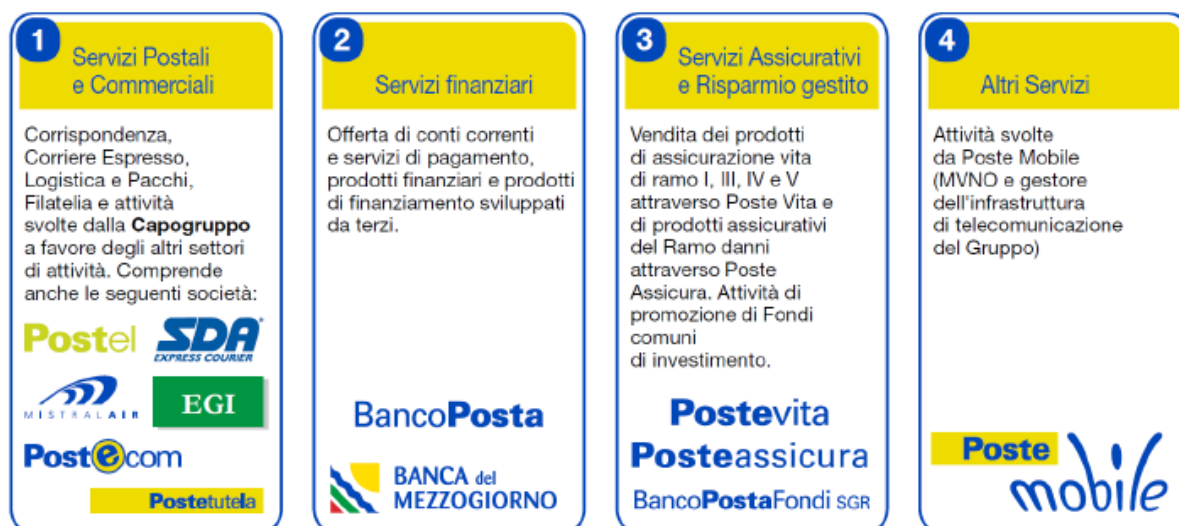 1
Servizi Postali
e Commerciali
Corrispondenza,
Corriere Espresso,
Logistica e Pacchi,
Filatelia e attività
svolte dalla Capogruppo
a favore degli altri settori
di attività. Comprende
anche le seguenti società:
Postel
SDA
EXPRESS COURIER
MISTRALAIR
EGI
Postecom
Postetutela
2
Servizi finanziari
Offerta di conti correnti
e servizi di pagamento,
prodotti finanziari e prodotti
di finanziamento sviluppati
da terzi.
BancoPosta
BANCA del
MEZZOGIORNO
3
Servizi Assicurativi
e Risparmio gestito
Vendita dei prodotti
di assicurazione vita
di ramo I, III, IV e V
attraverso Poste Vita e
di prodotti assicurativi
del Ramo danni
attraverso Poste
Assicura. Attività di
promozione di Fondi
comuni
di investimento.
Postevita
Posteassicura
BancoPostaFondi SGR
4
Altri Servizi
Attività svolte
da Poste Mobile
(MVNO e gestore
dell'infrastruttura
di telecomunicazione
del Gruppo)
Poste
mobile